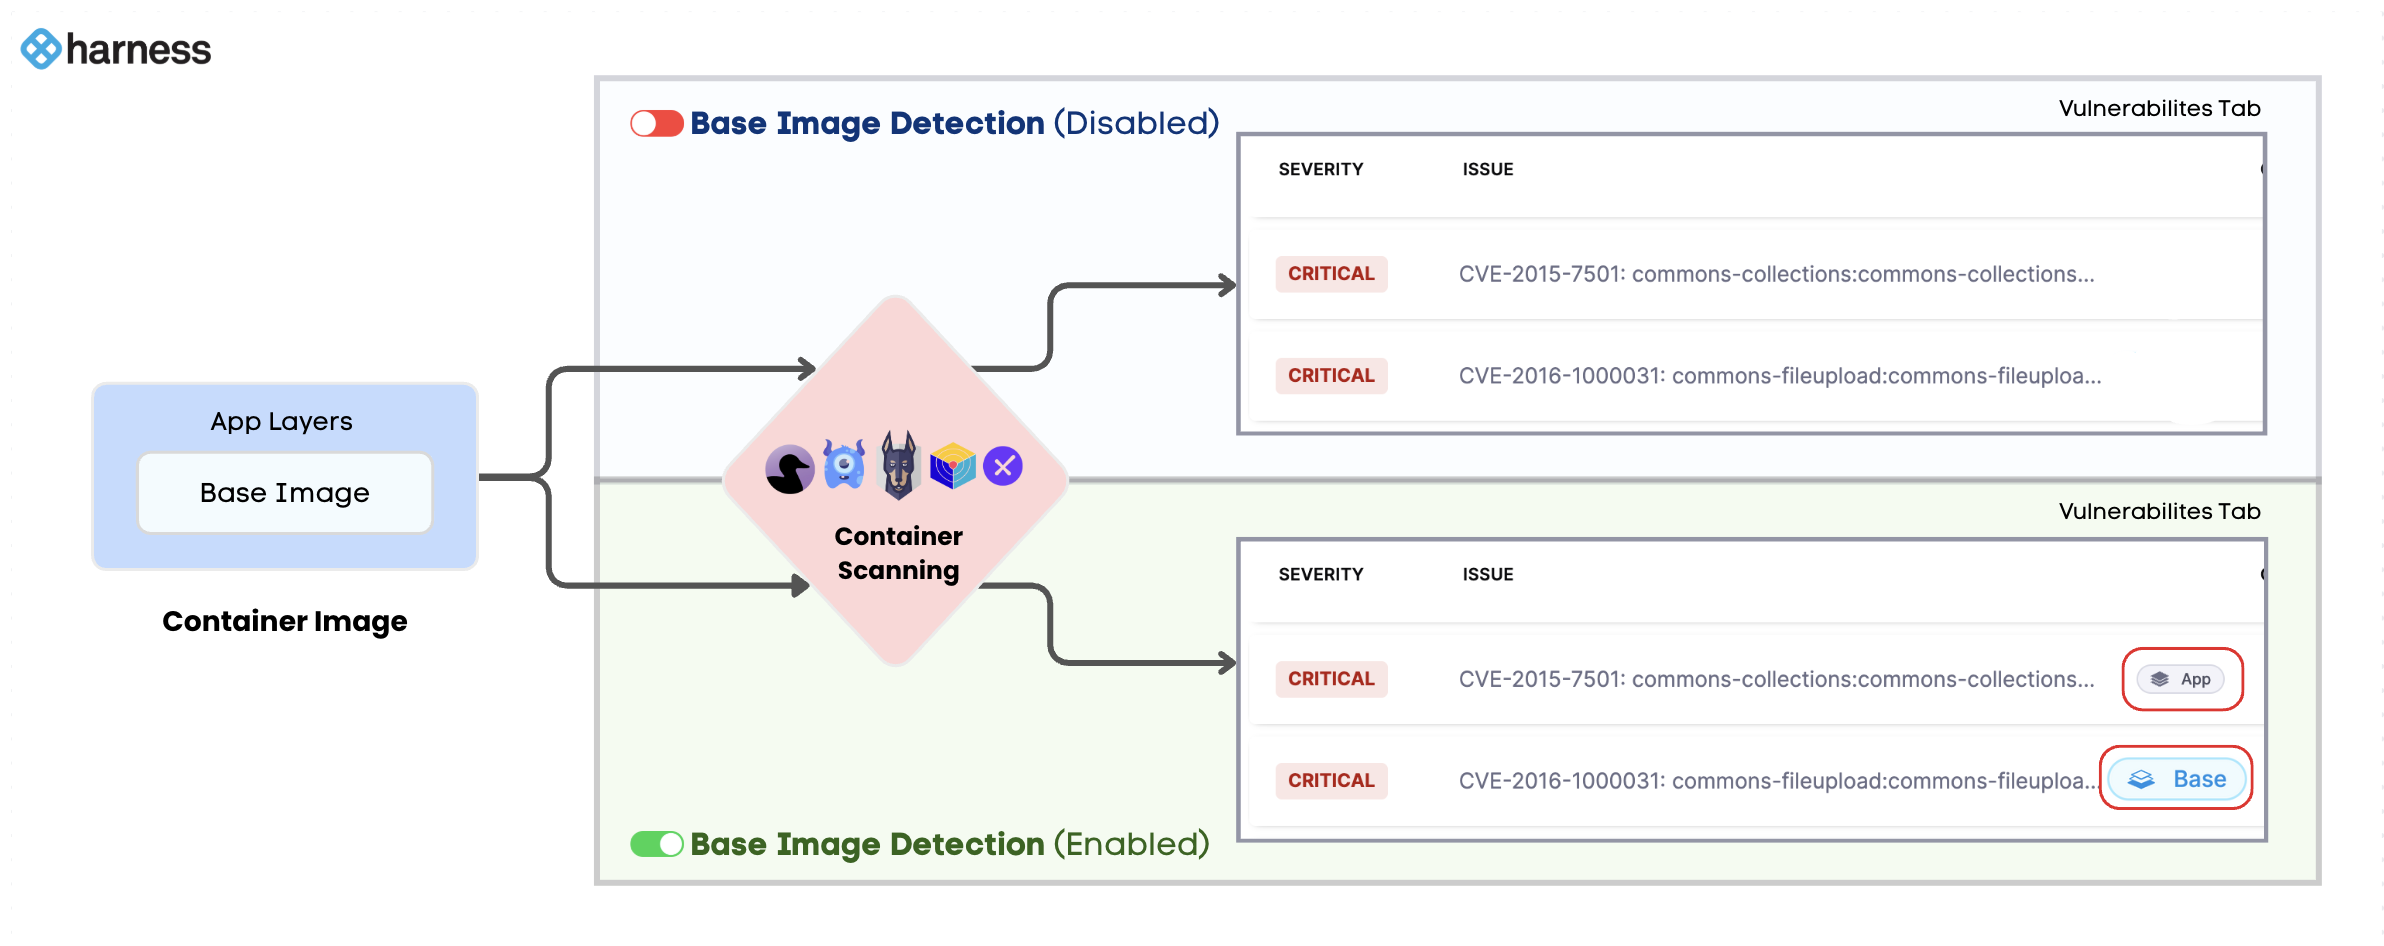 harness
Base Image Detection (Disabled)
Vulnerabilites Tab
SEVERITY ISSUE
CRITICAL CVE-2015-7501: commons-collections:commons-collections...
CRITICAL CVE-2016-1000031: commons-fileupload:commons-fileuploa...
App Layers
Base Image
Container Image
Container
Scanning
Vulnerabilites Tab
SEVERITY ISSUE
CRITICAL CVE-2015-7501: commons-collections:commons-collections... App
CRITICAL CVE-2016-1000031: commons-fileupload:commons-fileuploa... Base
Base Image Detection (Enabled)